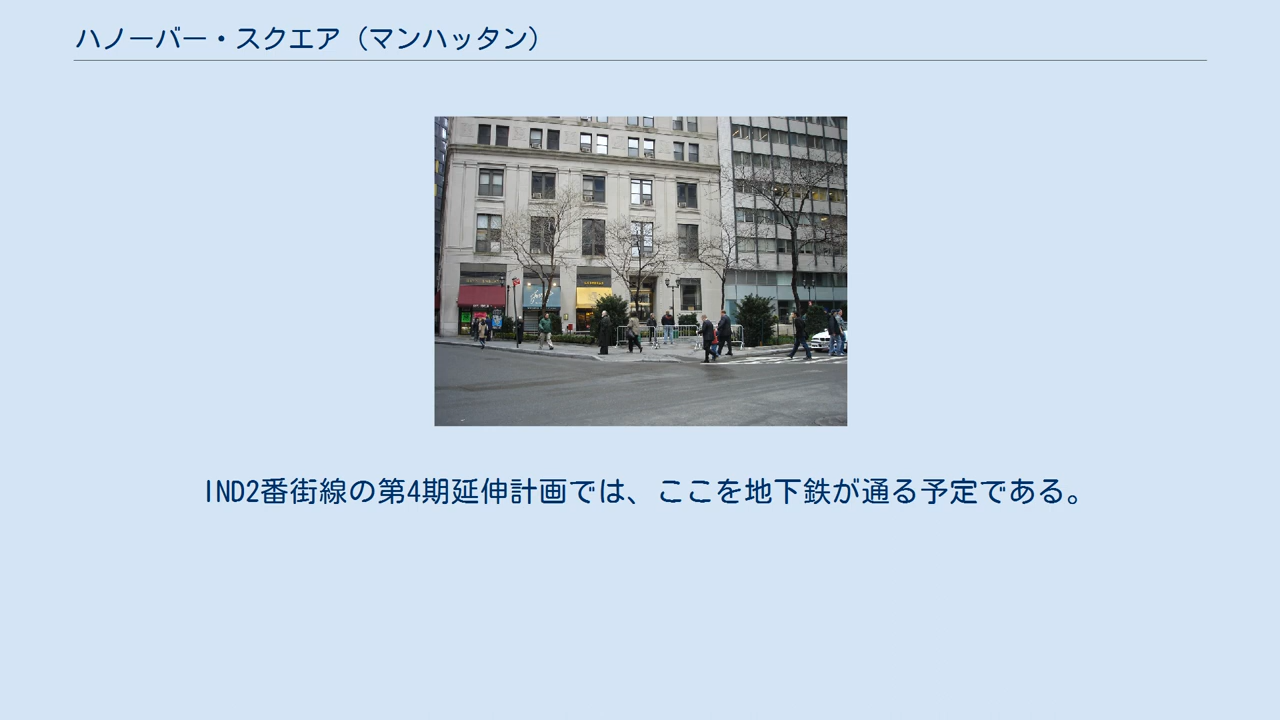 ハノーバー・スクエア（マンハッタン）
IND2番街線の第4期延伸計画では、ここを地下鉄が通る予定である。